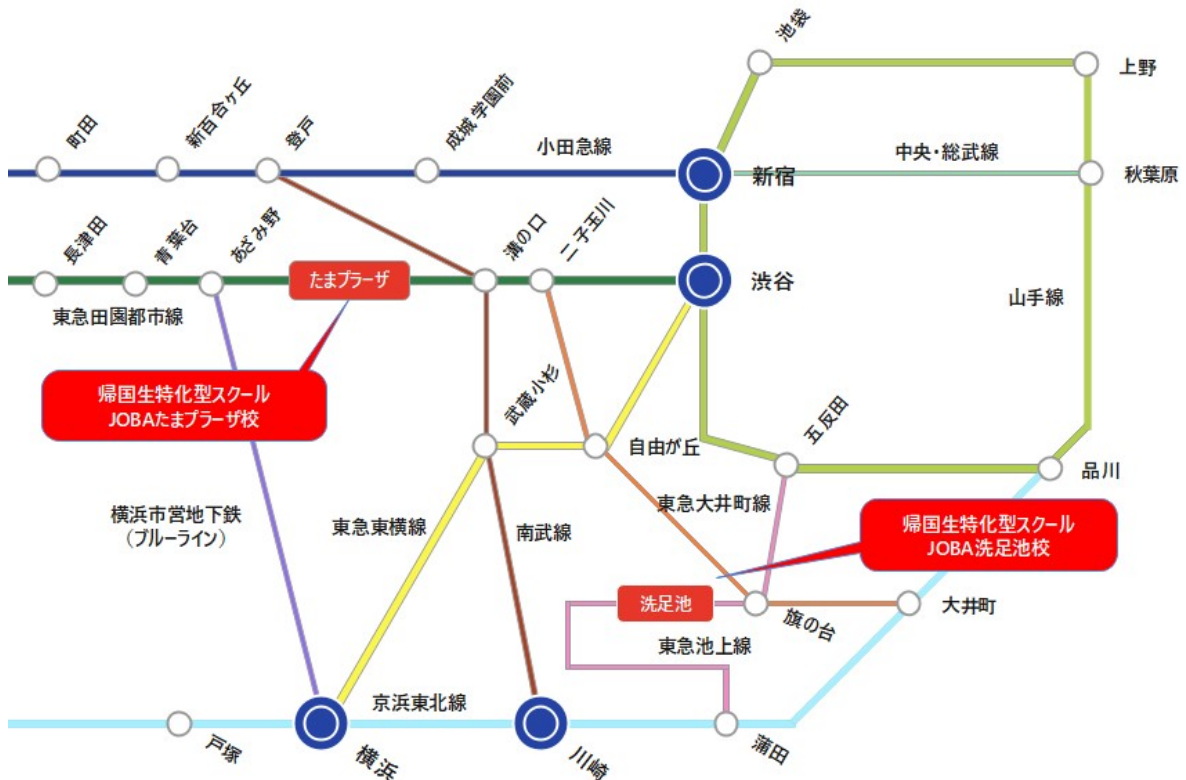 池袋
上野
町田
新百合ヶ丘
登戸
成城学園前
小田急線
新宿
中央・総武線
秋葉原
長津田
青葉台
あざみ野
たまプラーザ
溝の口
二子玉川
渋谷
山手線
東急田園都市線
帰国生特化型スクール
JOBAたまプラーザ校
武蔵小杉
自由が丘
五反田
品川
横浜市営地下鉄
(ブルーライン)
東急東横線
南武線
東急大井町線
帰国生特化型スクール
JOBA洗足池校
洗足池
旗の台
大井町
東急池上線
京浜東北線
戸塚
横浜
川崎
蒲田